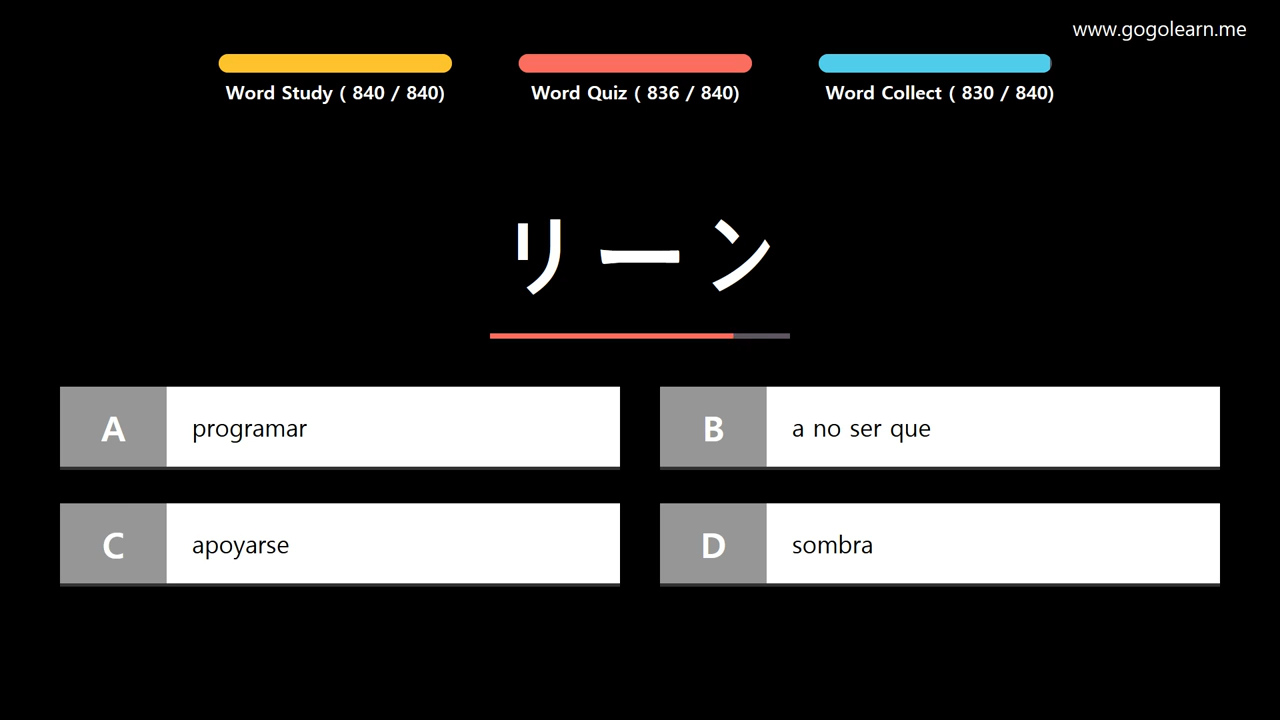 www.gogolearn.me
Word Study ( 840 / 840)
Word Quiz ( 836 / 840)
Word Collect ( 830 / 840)
リーン
A programar
B a no ser que
C apoyarse
D sombra